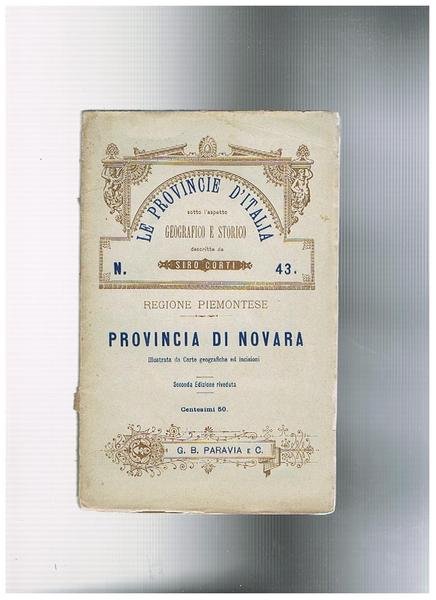 LE PROVINCIE D'ITALIA
sotto l'aspetto
GEOGRAFICO E STORICO
descritte da
SIRO CORTI
N. 43.
REGIONE PIEMONTESE
PROVINCIA DI NOVARA
Illustrata da Carte geografiche ed incisioni
Seconda Edizione riveduta
Centesimi 50.
G. B. PARAVIA E C.